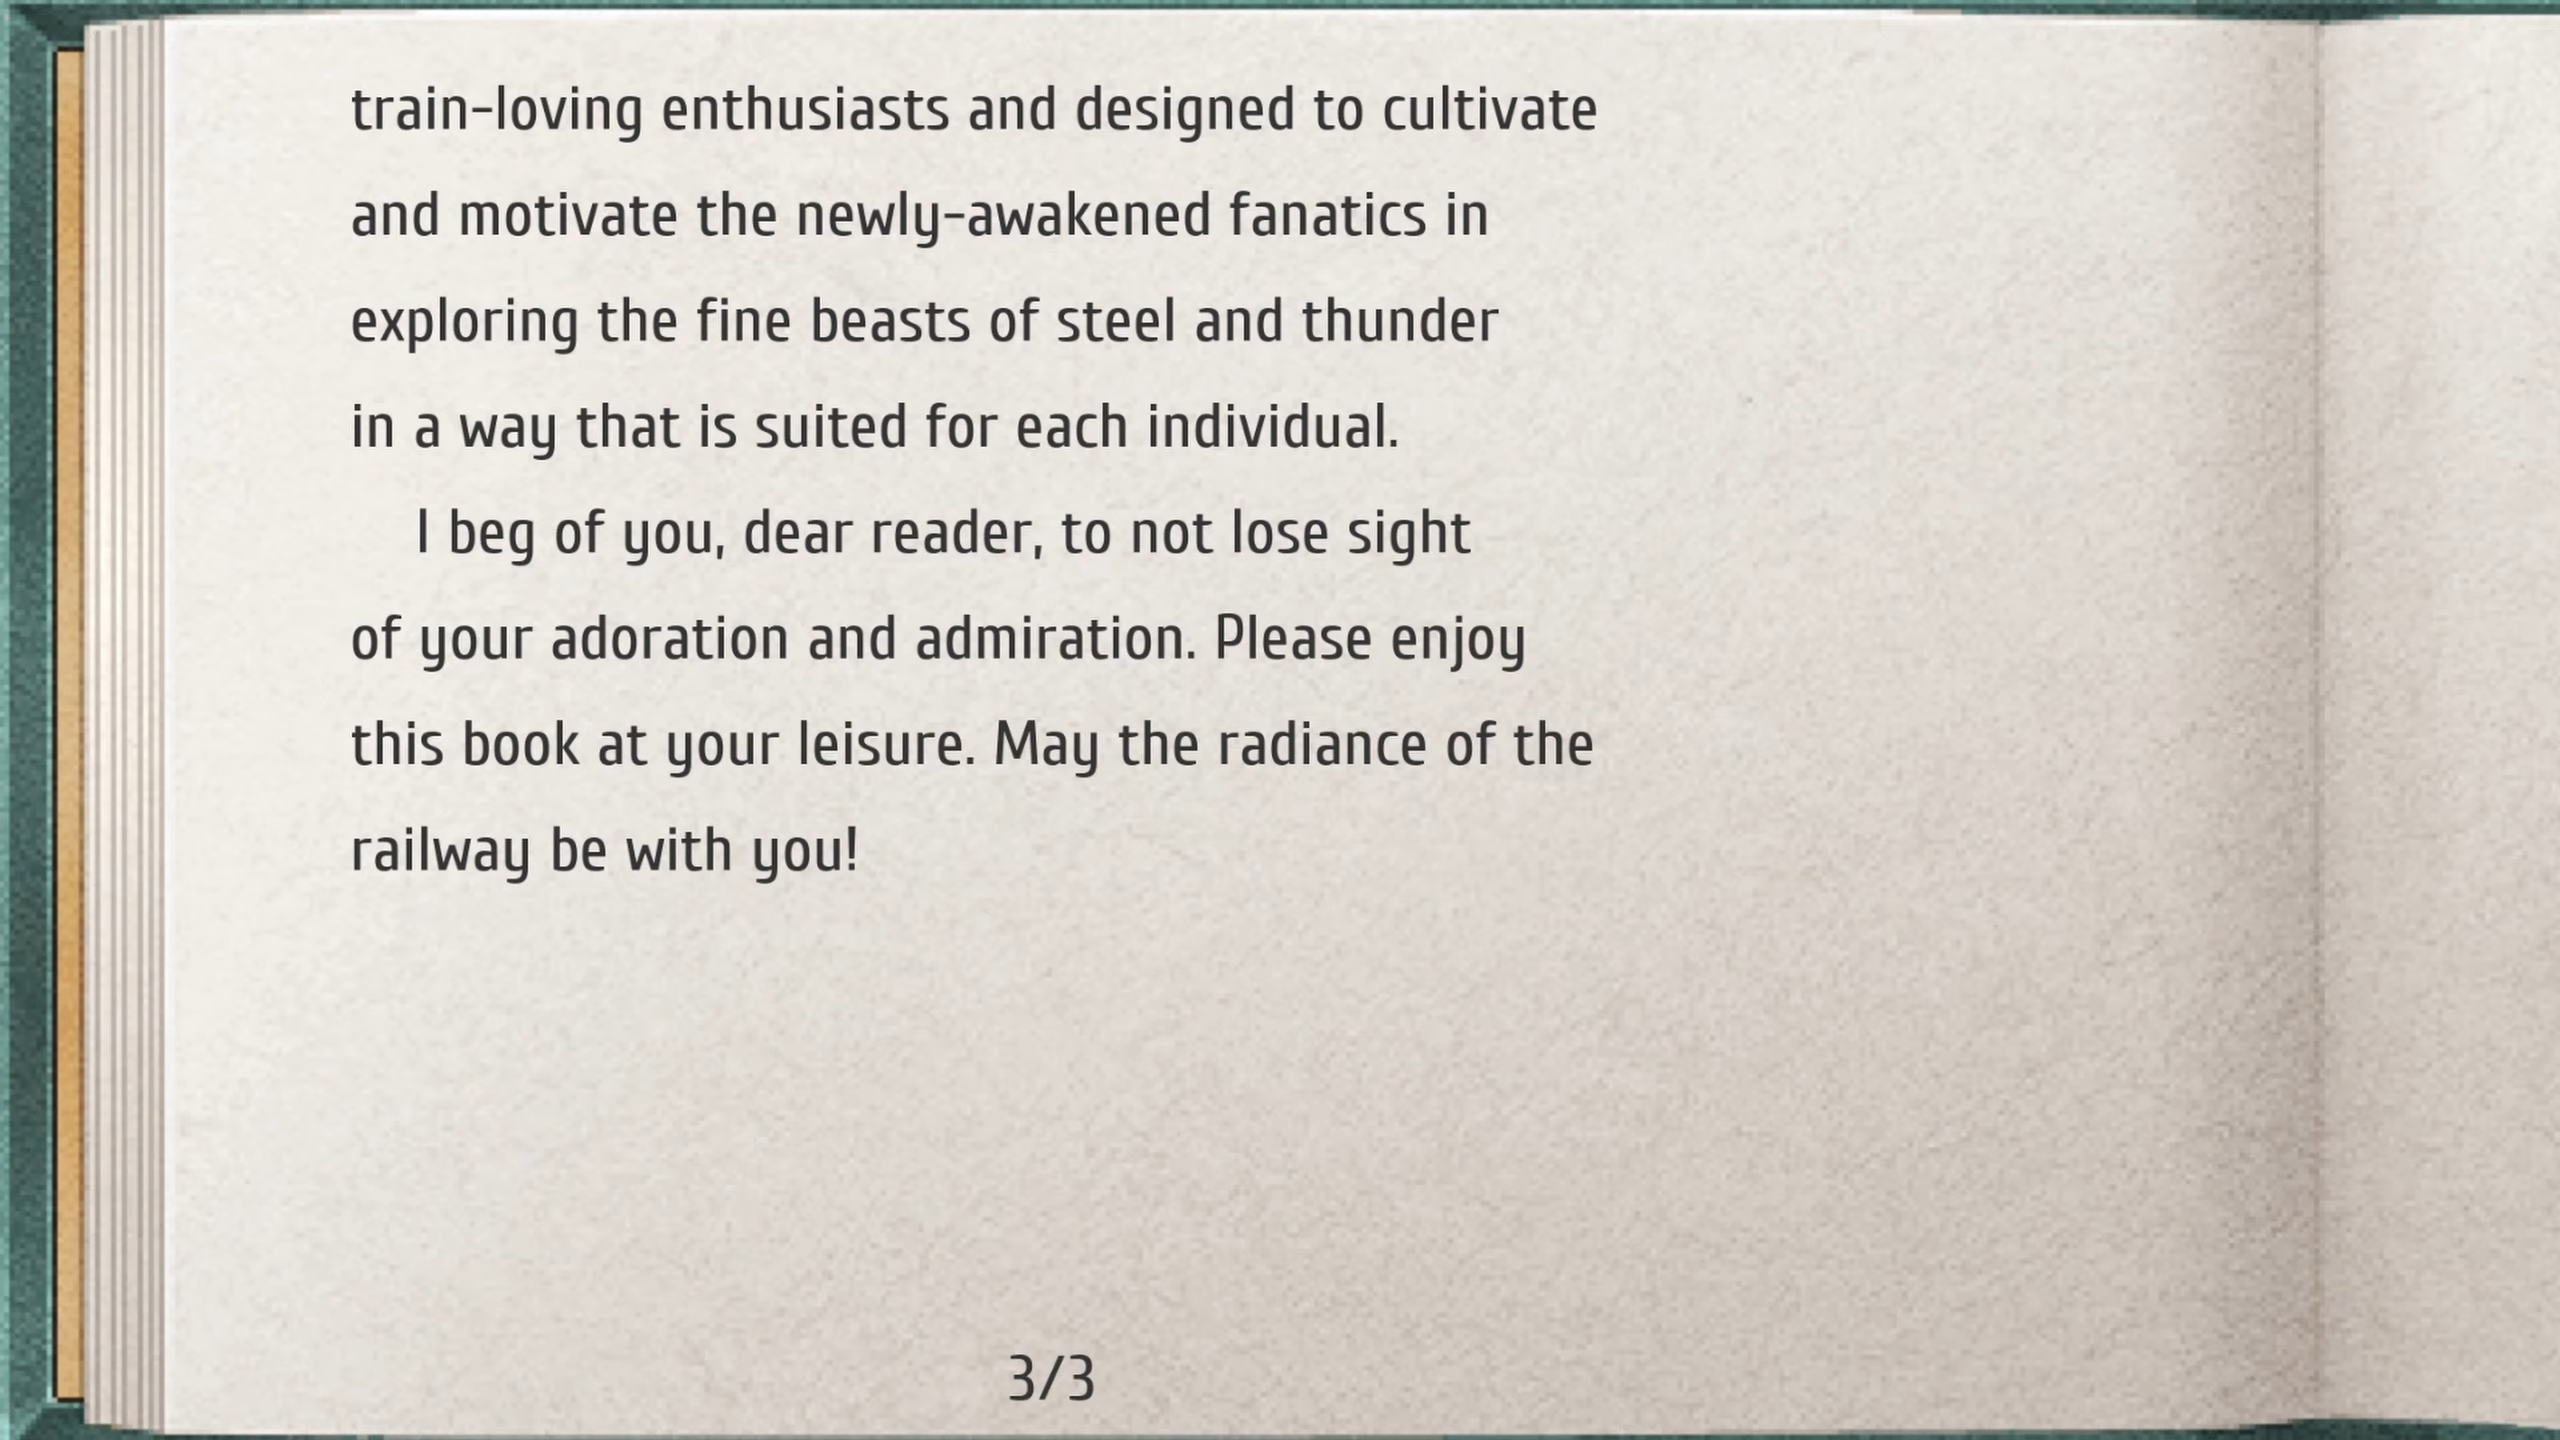 train-loving enthusiasts and designed to cultivate
and motivate the newly-awakened fanatics in
exploring the fine beasts of steel and thunder
in a way that is suited for each individual.
I beg of you, dear reader, to not lose sight
of your adoration and admiration. Please enjoy
this book at your leisure. May the radiance of the
railway be with you!
3/3